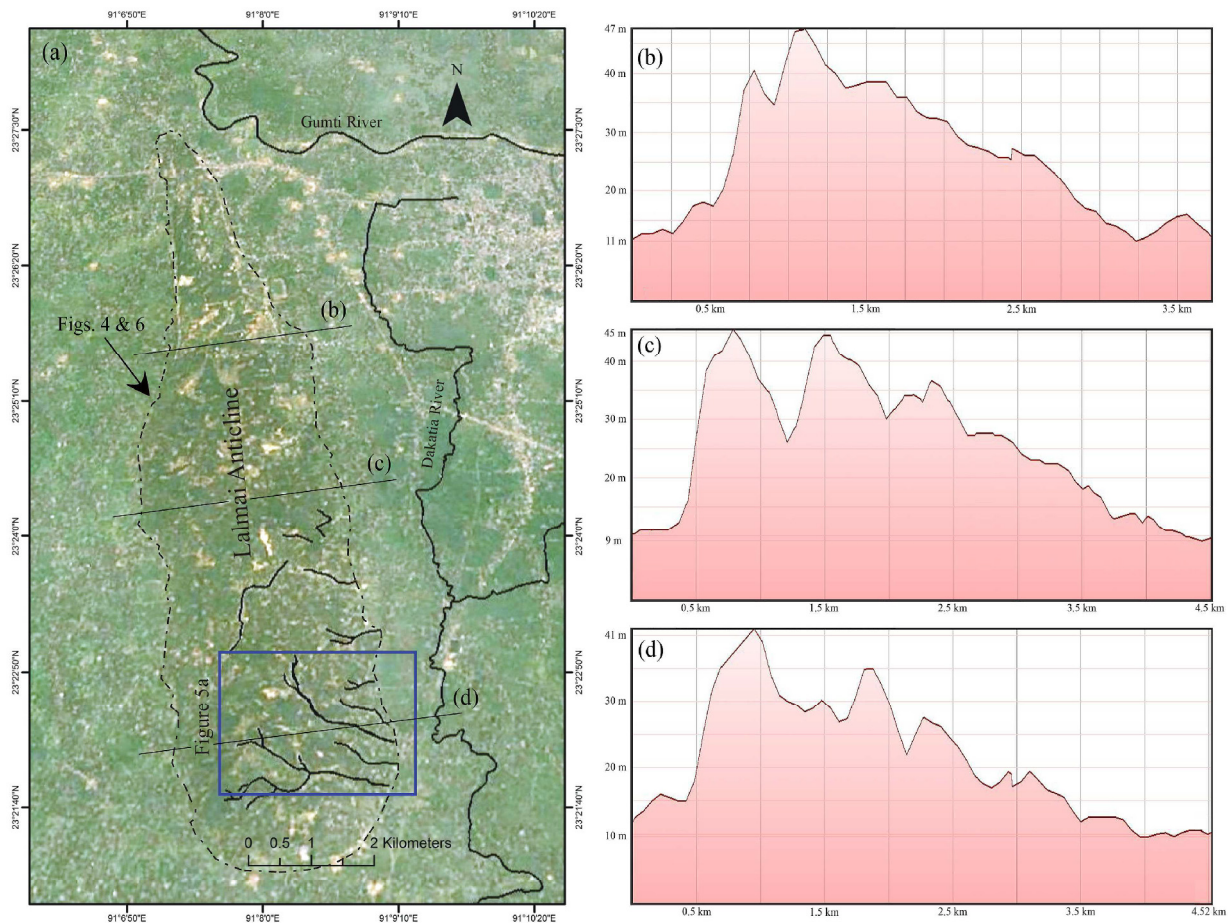 91°6'50"E 91°8'0"E 91°9'10"E 91°10'20"E
(a)
N
Gumti River
23°27'30"N 23°27'30"N
23°26'20"N 23°26'20"N
(b)
Figs. 4 & 6
23°25'10"N 23°25'10"N
Lalmai Anticline
Dakatia River
(c)
23°24'0"N 23°24'0"N
23°22'50"N 23°22'50"N
Figure 5a
(d)
23°21'40"N 23°21'40"N
0 0.5 1 2 Kilometers
91°6'50"E 91°8'0"E 91°9'10"E 91°10'20"E
47 m
(b)
40 m
30 m
20 m
11 m
0.5 km 1.5 km 2.5 km 3.5 km
45 m
(c)
40 m
30 m
20 m
9 m
0.5 km 1.5 km 2.5 km 3.5 km 4.5 km
41 m
(d)
30 m
20 m
10 m
0.5 km 1.5 km 2.5 km 3.5 km 4.52 km